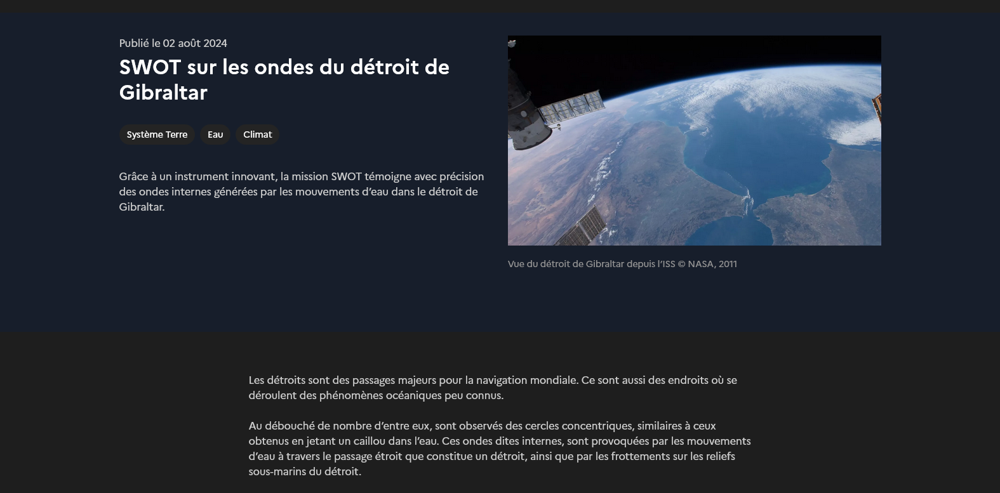 Publié le 02 août 2024
SWOT sur les ondes du détroit de
Gibraltar
Système Terre
Eau
Climat
Grâce à un instrument innovant, la mission SWOT témoigne avec précision
des ondes internes générées par les mouvements d’eau dans le détroit de
Gibraltar.
Vue du détroit de Gibraltar depuis l’ISS © NASA, 2011
Les détroits sont des passages majeurs pour la navigation mondiale. Ce sont aussi des endroits où se
déroulent des phénomènes océaniques peu connus.
Au débouché de nombre d’entre eux, sont observés des cercles concentriques, similaires à ceux
obtenus en jetant un caillou dans l’eau. Ces ondes dites internes, sont provoquées par les mouvements
d’eau à travers le passage étroit que constitue un détroit, ainsi que par les frottements sur les reliefs
sous-marins du détroit.